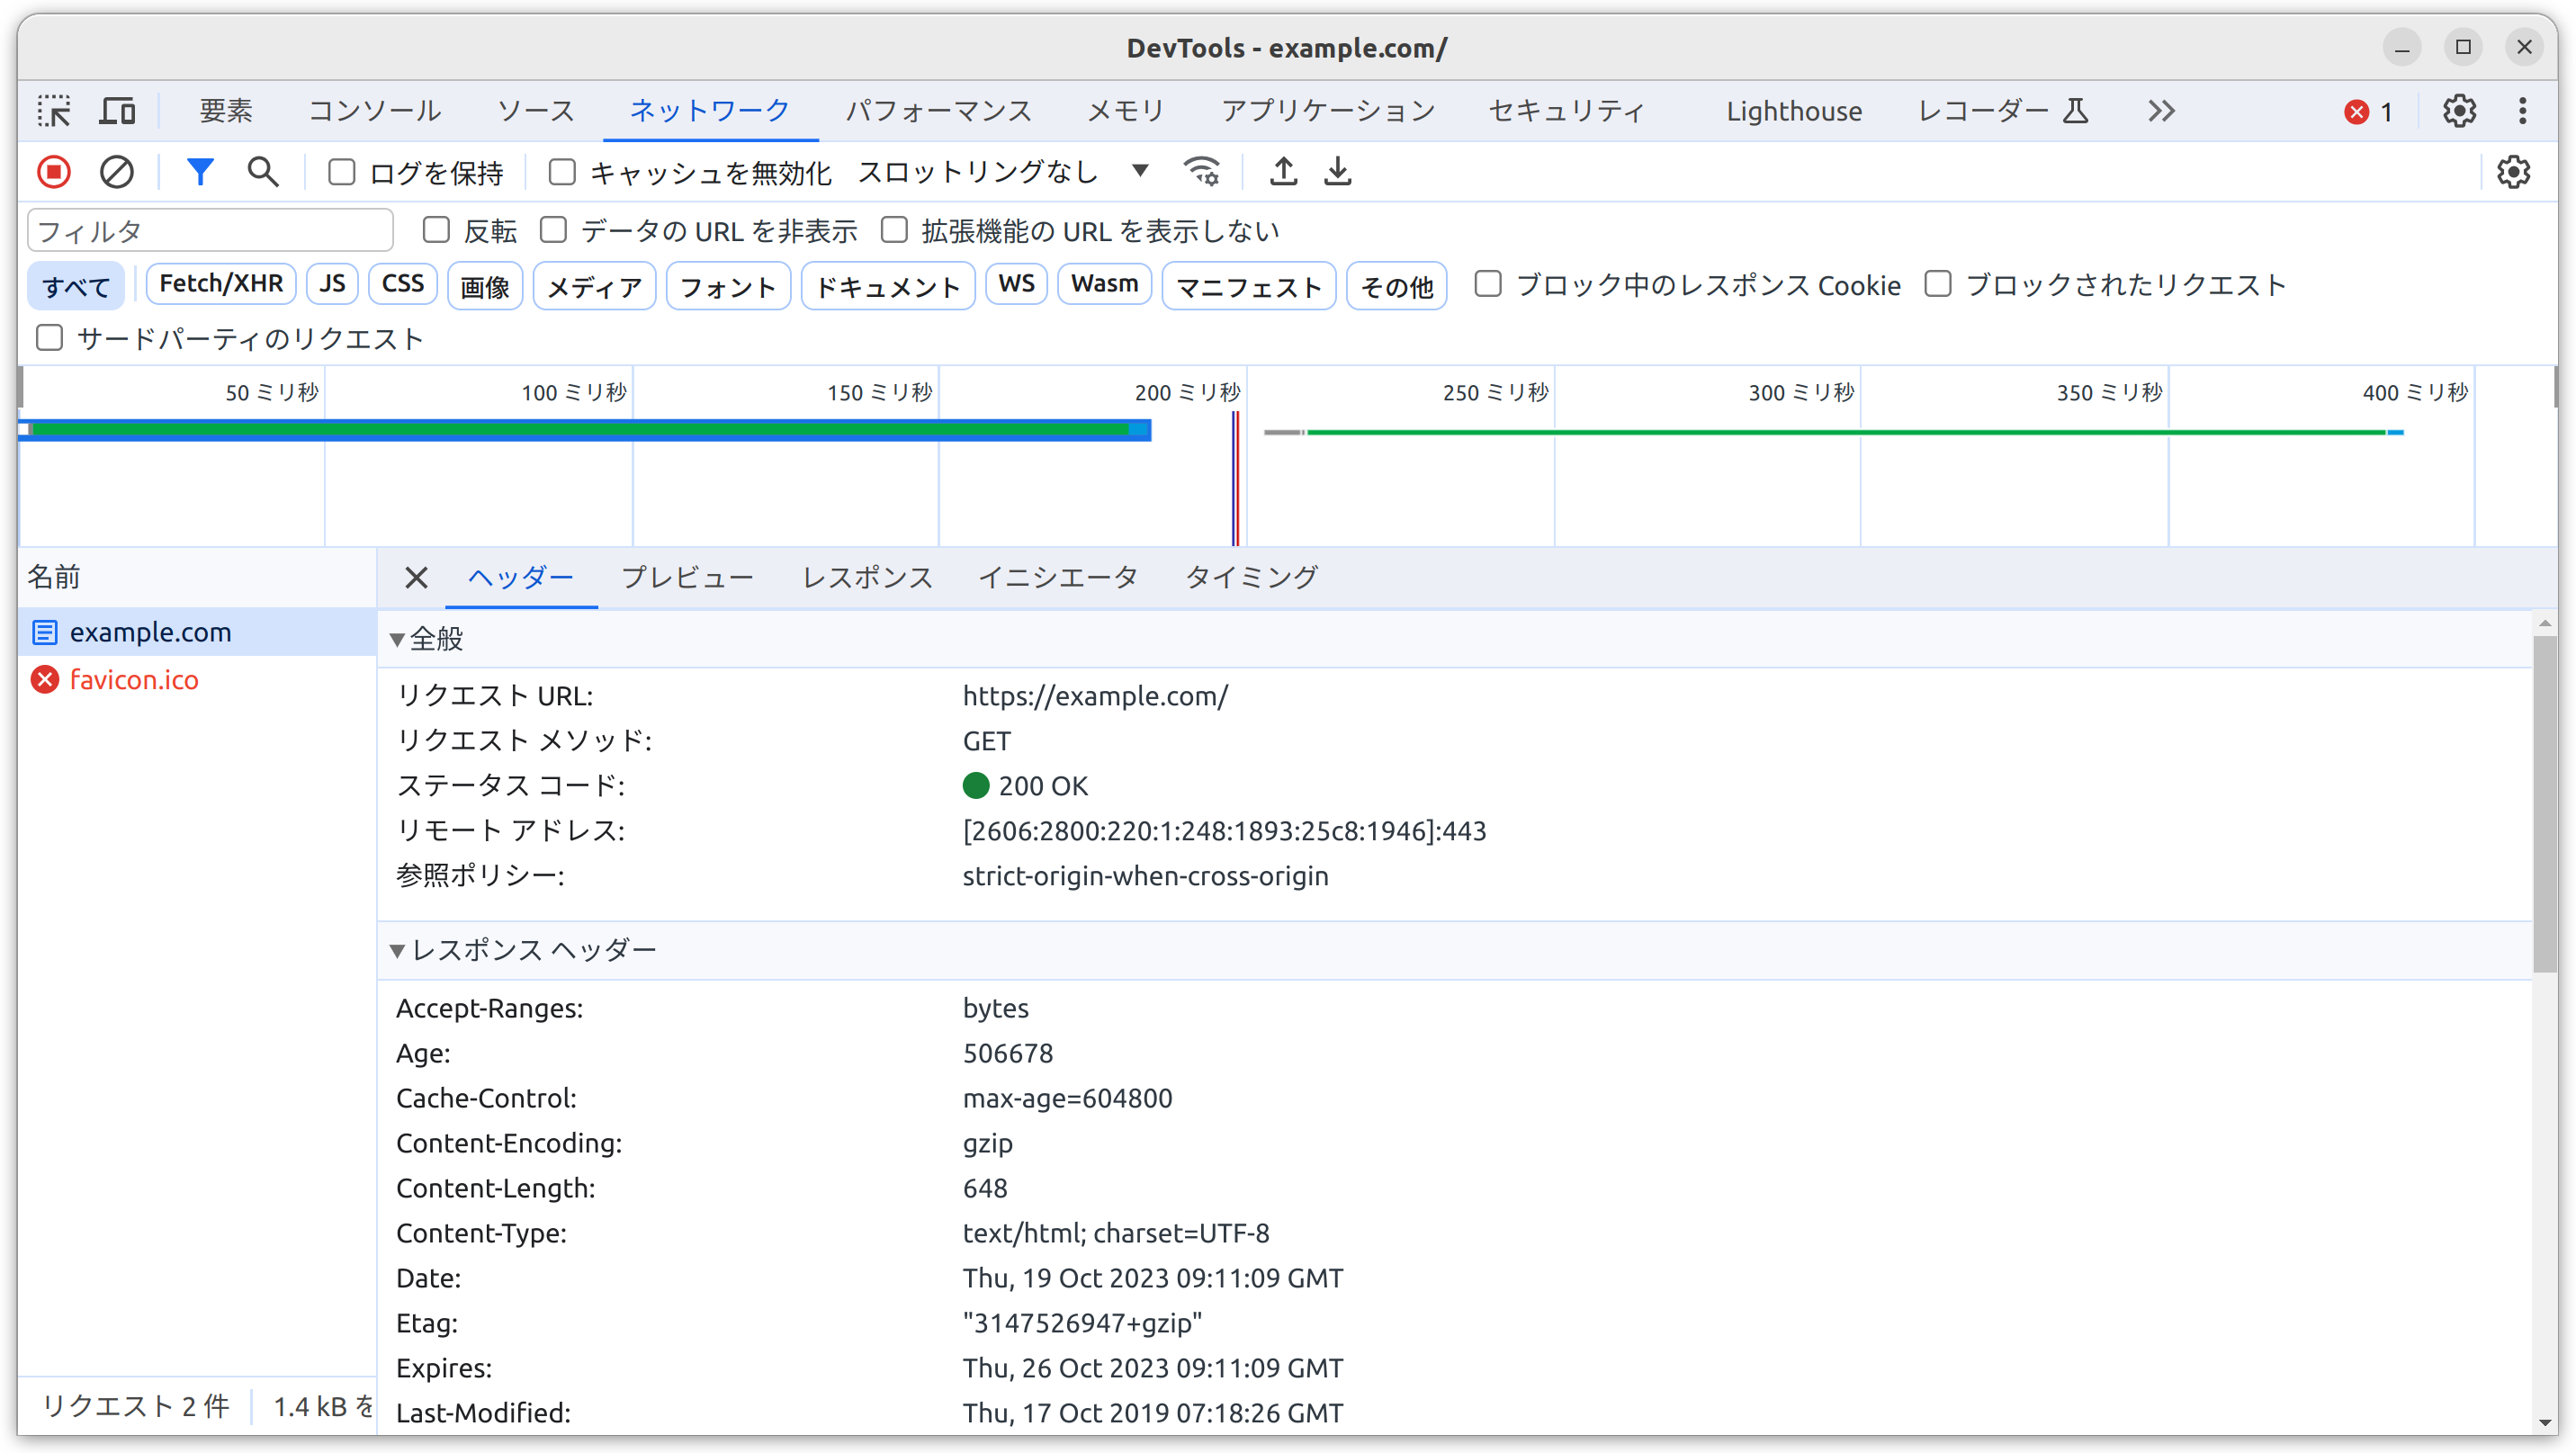 DevTools - example.com/
要素 コンソール ソース ネットワーク パフォーマンス メモリ アプリケーション セキュリティ Lighthouse レコーダー 1
ログを保持 キャッシュを無効化 スロットリングなし
フィルタ 反転 データの URL を非表示 拡張機能の URL を表示しない
すべて Fetch/XHR JS CSS 画像 メディア フォント ドキュメント WS Wasm マニフェスト その他 ブロック中のレスポンス Cookie ブロックされたリクエスト
サードパーティのリクエスト
50 ミリ秒 100 ミリ秒 150 ミリ秒 200 ミリ秒 250 ミリ秒 300 ミリ秒 350 ミリ秒 400 ミリ秒
名前
example.com
favicon.ico
リクエスト 2 件 1.4 kB を
ヘッダー プレビュー レスポンス イニシエータ タイミング
全般
リクエスト URL: https://example.com/
リクエスト メソッド: GET
ステータス コード: 200 OK
リモート アドレス: [2606:2800:220:1:248:1893:25c8:1946]:443
参照ポリシー: strict-origin-when-cross-origin
レスポンス ヘッダー
Accept-Ranges: bytes
Age: 506678
Cache-Control: max-age=604800
Content-Encoding: gzip
Content-Length: 648
Content-Type: text/html; charset=UTF-8
Date: Thu, 19 Oct 2023 09:11:09 GMT
Etag: "3147526947+gzip"
Expires: Thu, 26 Oct 2023 09:11:09 GMT
Last-Modified: Thu, 17 Oct 2019 07:18:26 GMT